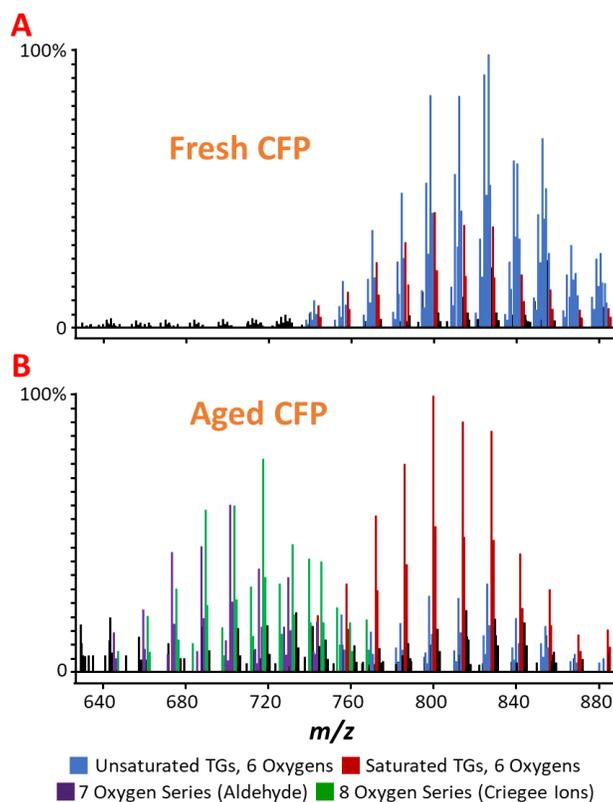 A
100%
Fresh CFP
0
B
100%
Aged CFP
0
640 680 720 760 800 840 880
m/z
Unsaturated TGs, 6 Oxygens Saturated TGs, 6 Oxygens
7 Oxygen Series (Aldehyde) 8 Oxygen Series (Criegee Ions)